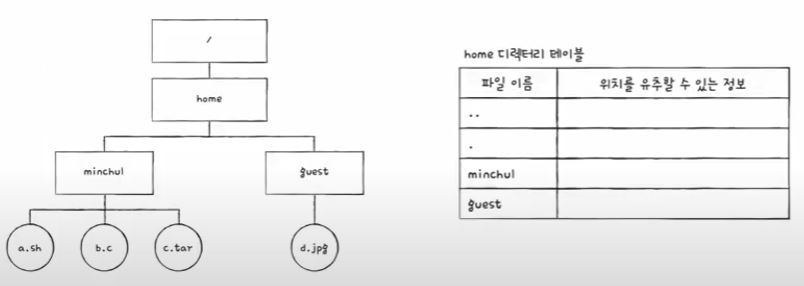 /
home
minchul
guest
a.sh
b.c
c.tar
d.jpg
home 디렉터리 테이블
파일 이름 위치를 유추할 수 있는 정보
..
.
minchul
guest